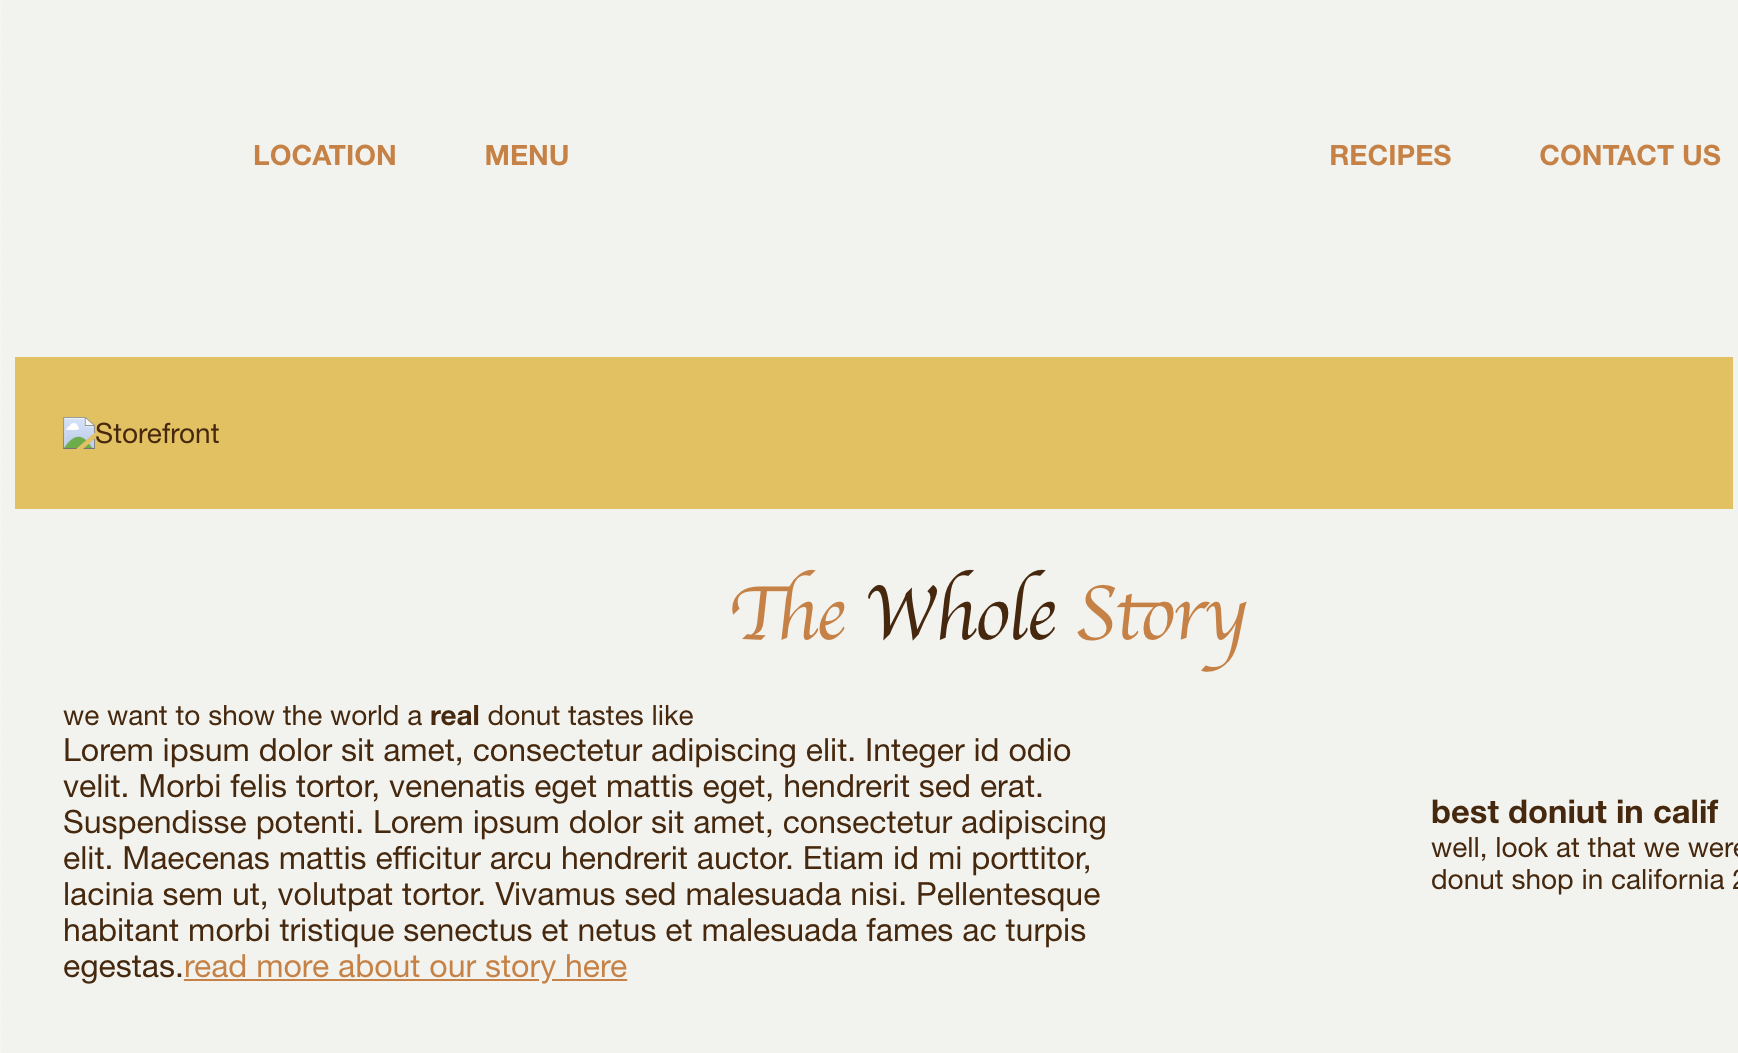 LOCATION MENU RECIPES CONTACT US
Storefront
The Whole Story
we want to show the world a real donut tastes like
Lorem ipsum dolor sit amet, consectetur adipiscing elit. Integer id odio
velit. Morbi felis tortor, venenatis eget mattis eget, hendrerit sed erat.
Suspendisse potenti. Lorem ipsum dolor sit amet, consectetur adipiscing
elit. Maecenas mattis efficitur arcu hendrerit auctor. Etiam id mi porttitor,
lacinia sem ut, volutpat tortor. Vivamus sed malesuada nisi. Pellentesque
habitant morbi tristique senectus et netus et malesuada fames ac turpis
egestas.read more about our story here
best doniut in calif
well, look at that we were
donut shop in california